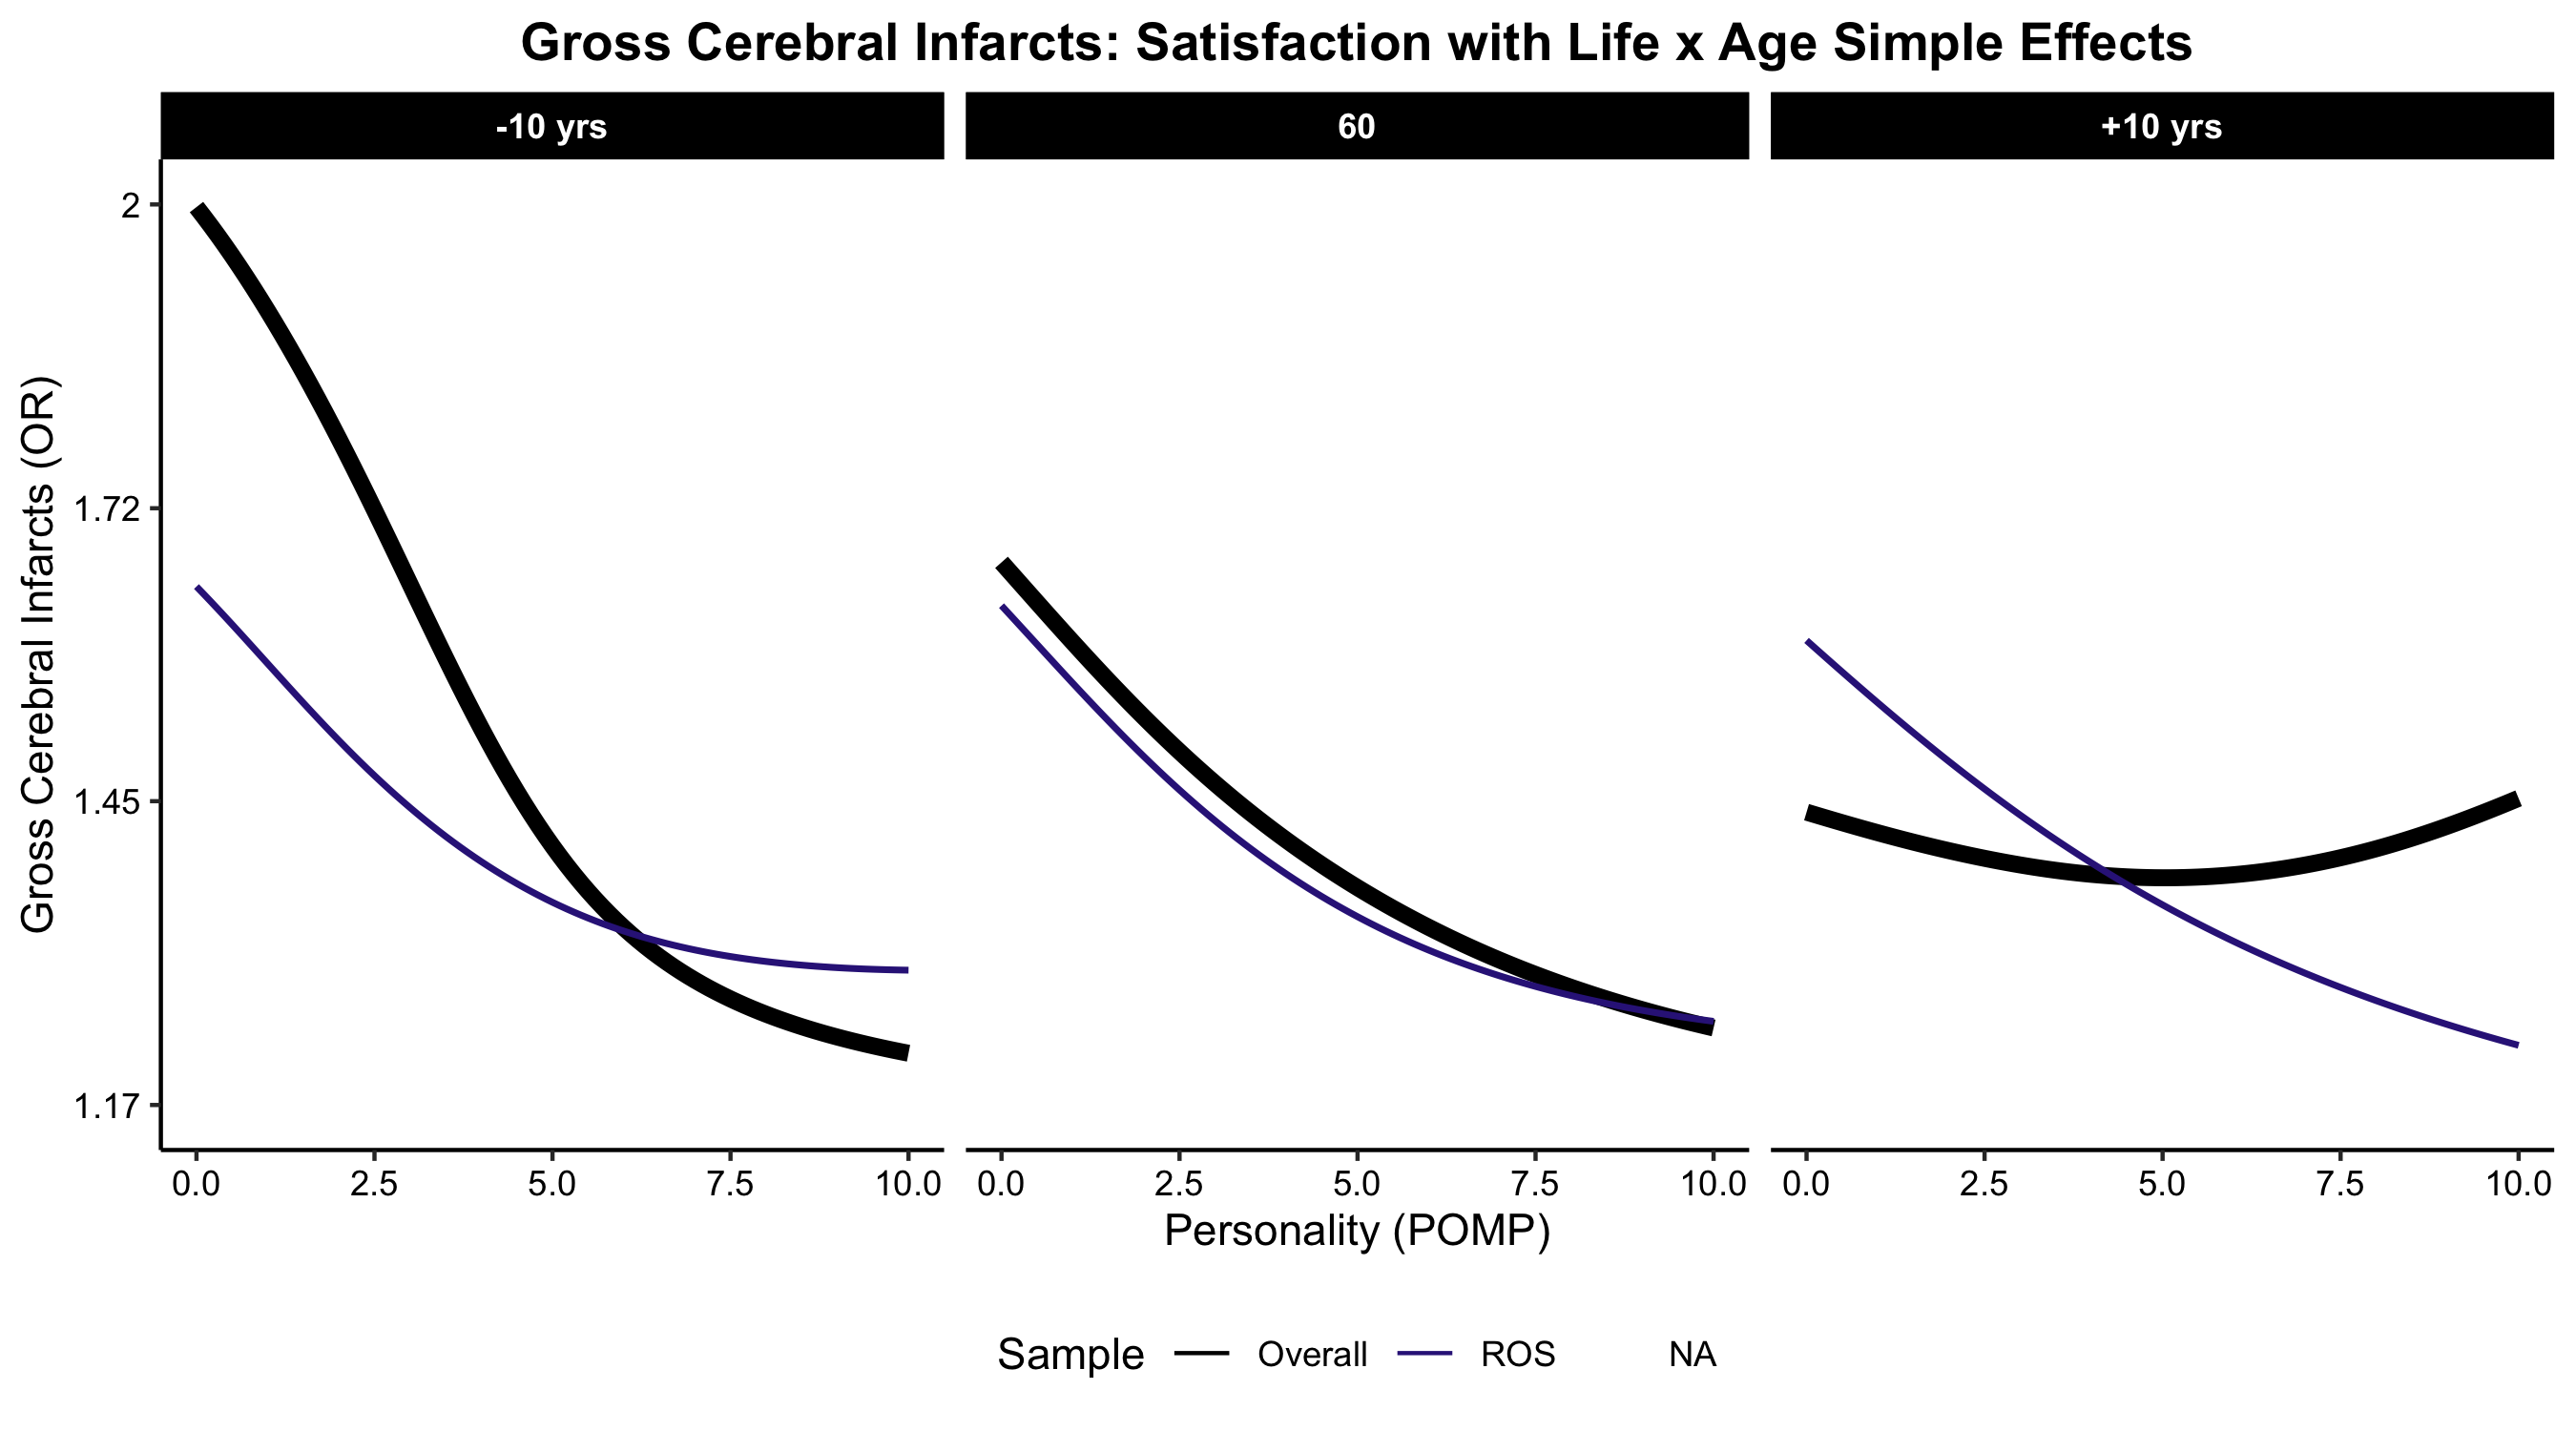 Gross Cerebral Infarcts: Satisfaction with Life x Age Simple Effects
-10 yrs 60 +10 yrs
Gross Cerebral Infarcts (OR)
2
1.72
1.45
1.17
0.0 2.5 5.0 7.5 10.0 0.0 2.5 5.0 7.5 10.0 0.0 2.5 5.0 7.5 10.0
Personality (POMP)
Sample Overall ROS NA